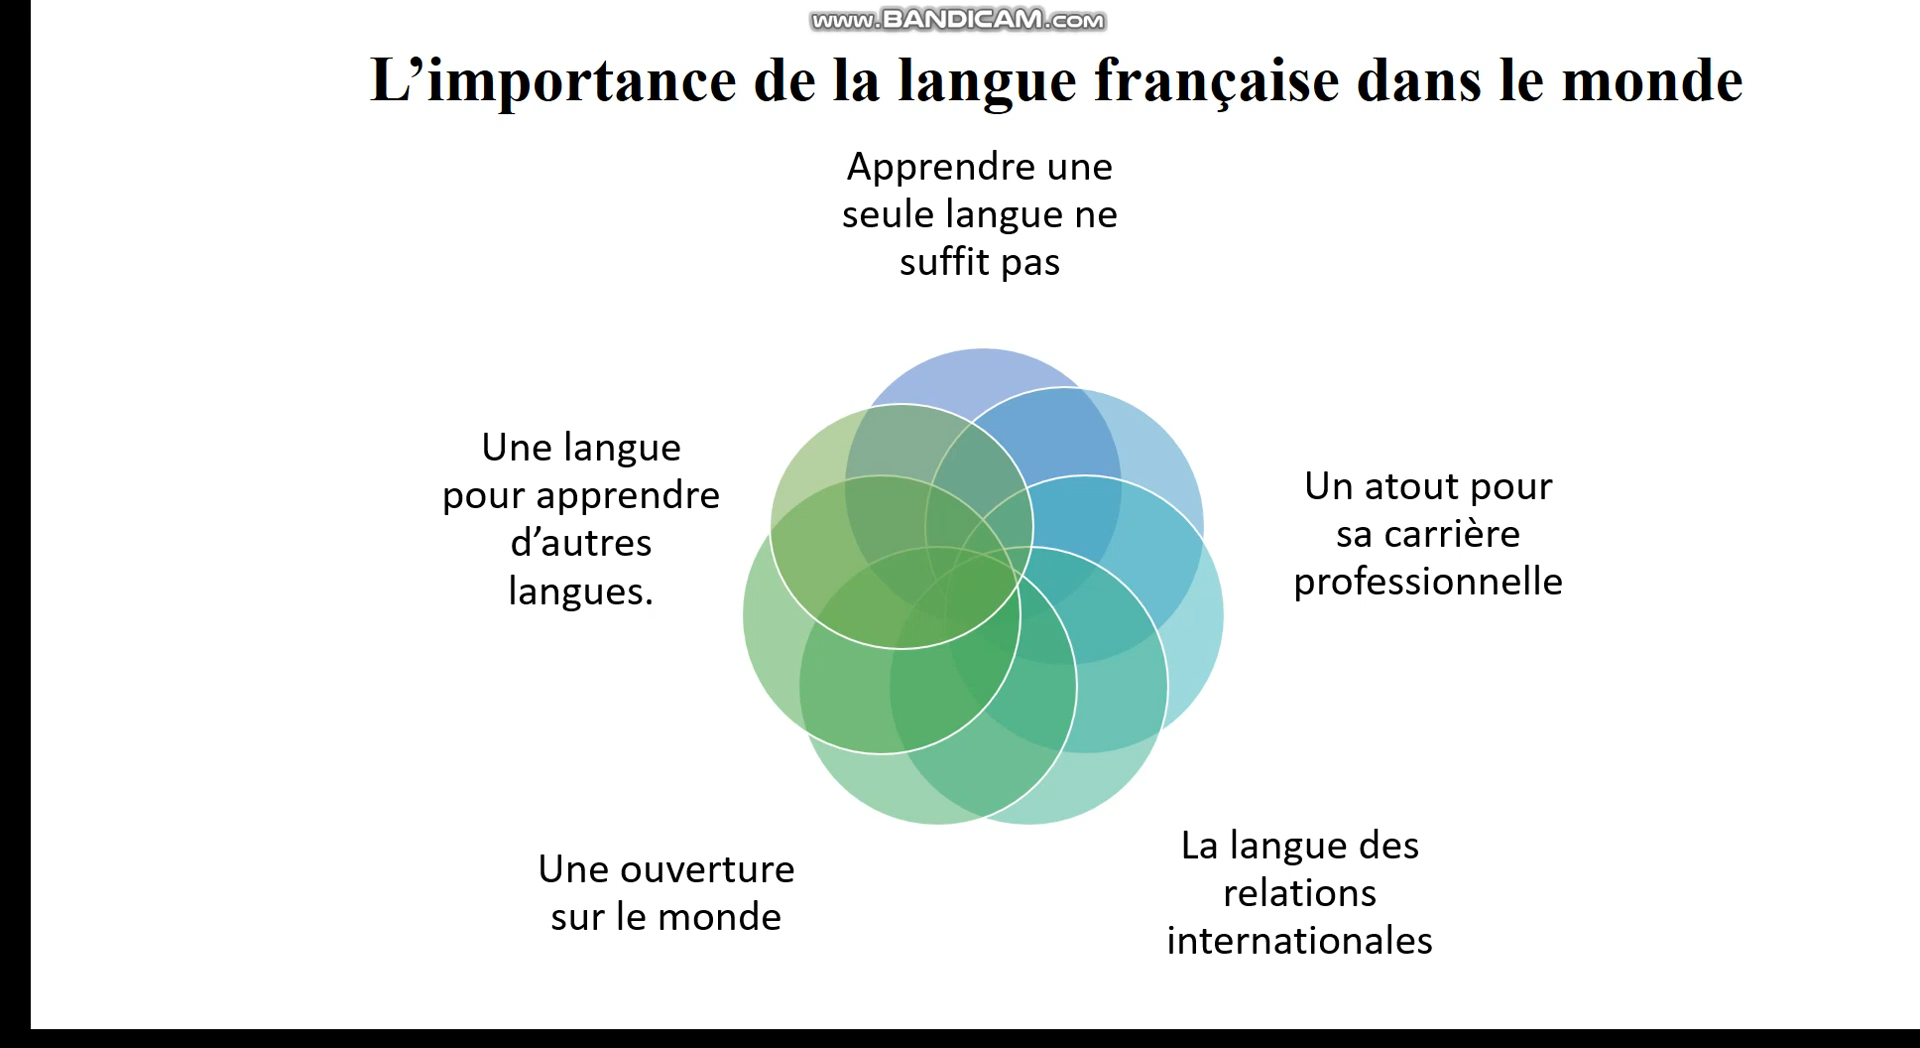 www.BANDICAM.com
L’importance de la langue française dans le monde
Apprendre une
seule langue ne
suffit pas
Une langue
pour apprendre
d’autres
langues.
Un atout pour
sa carrière
professionnelle
Une ouverture
sur le monde
La langue des
relations
internationales